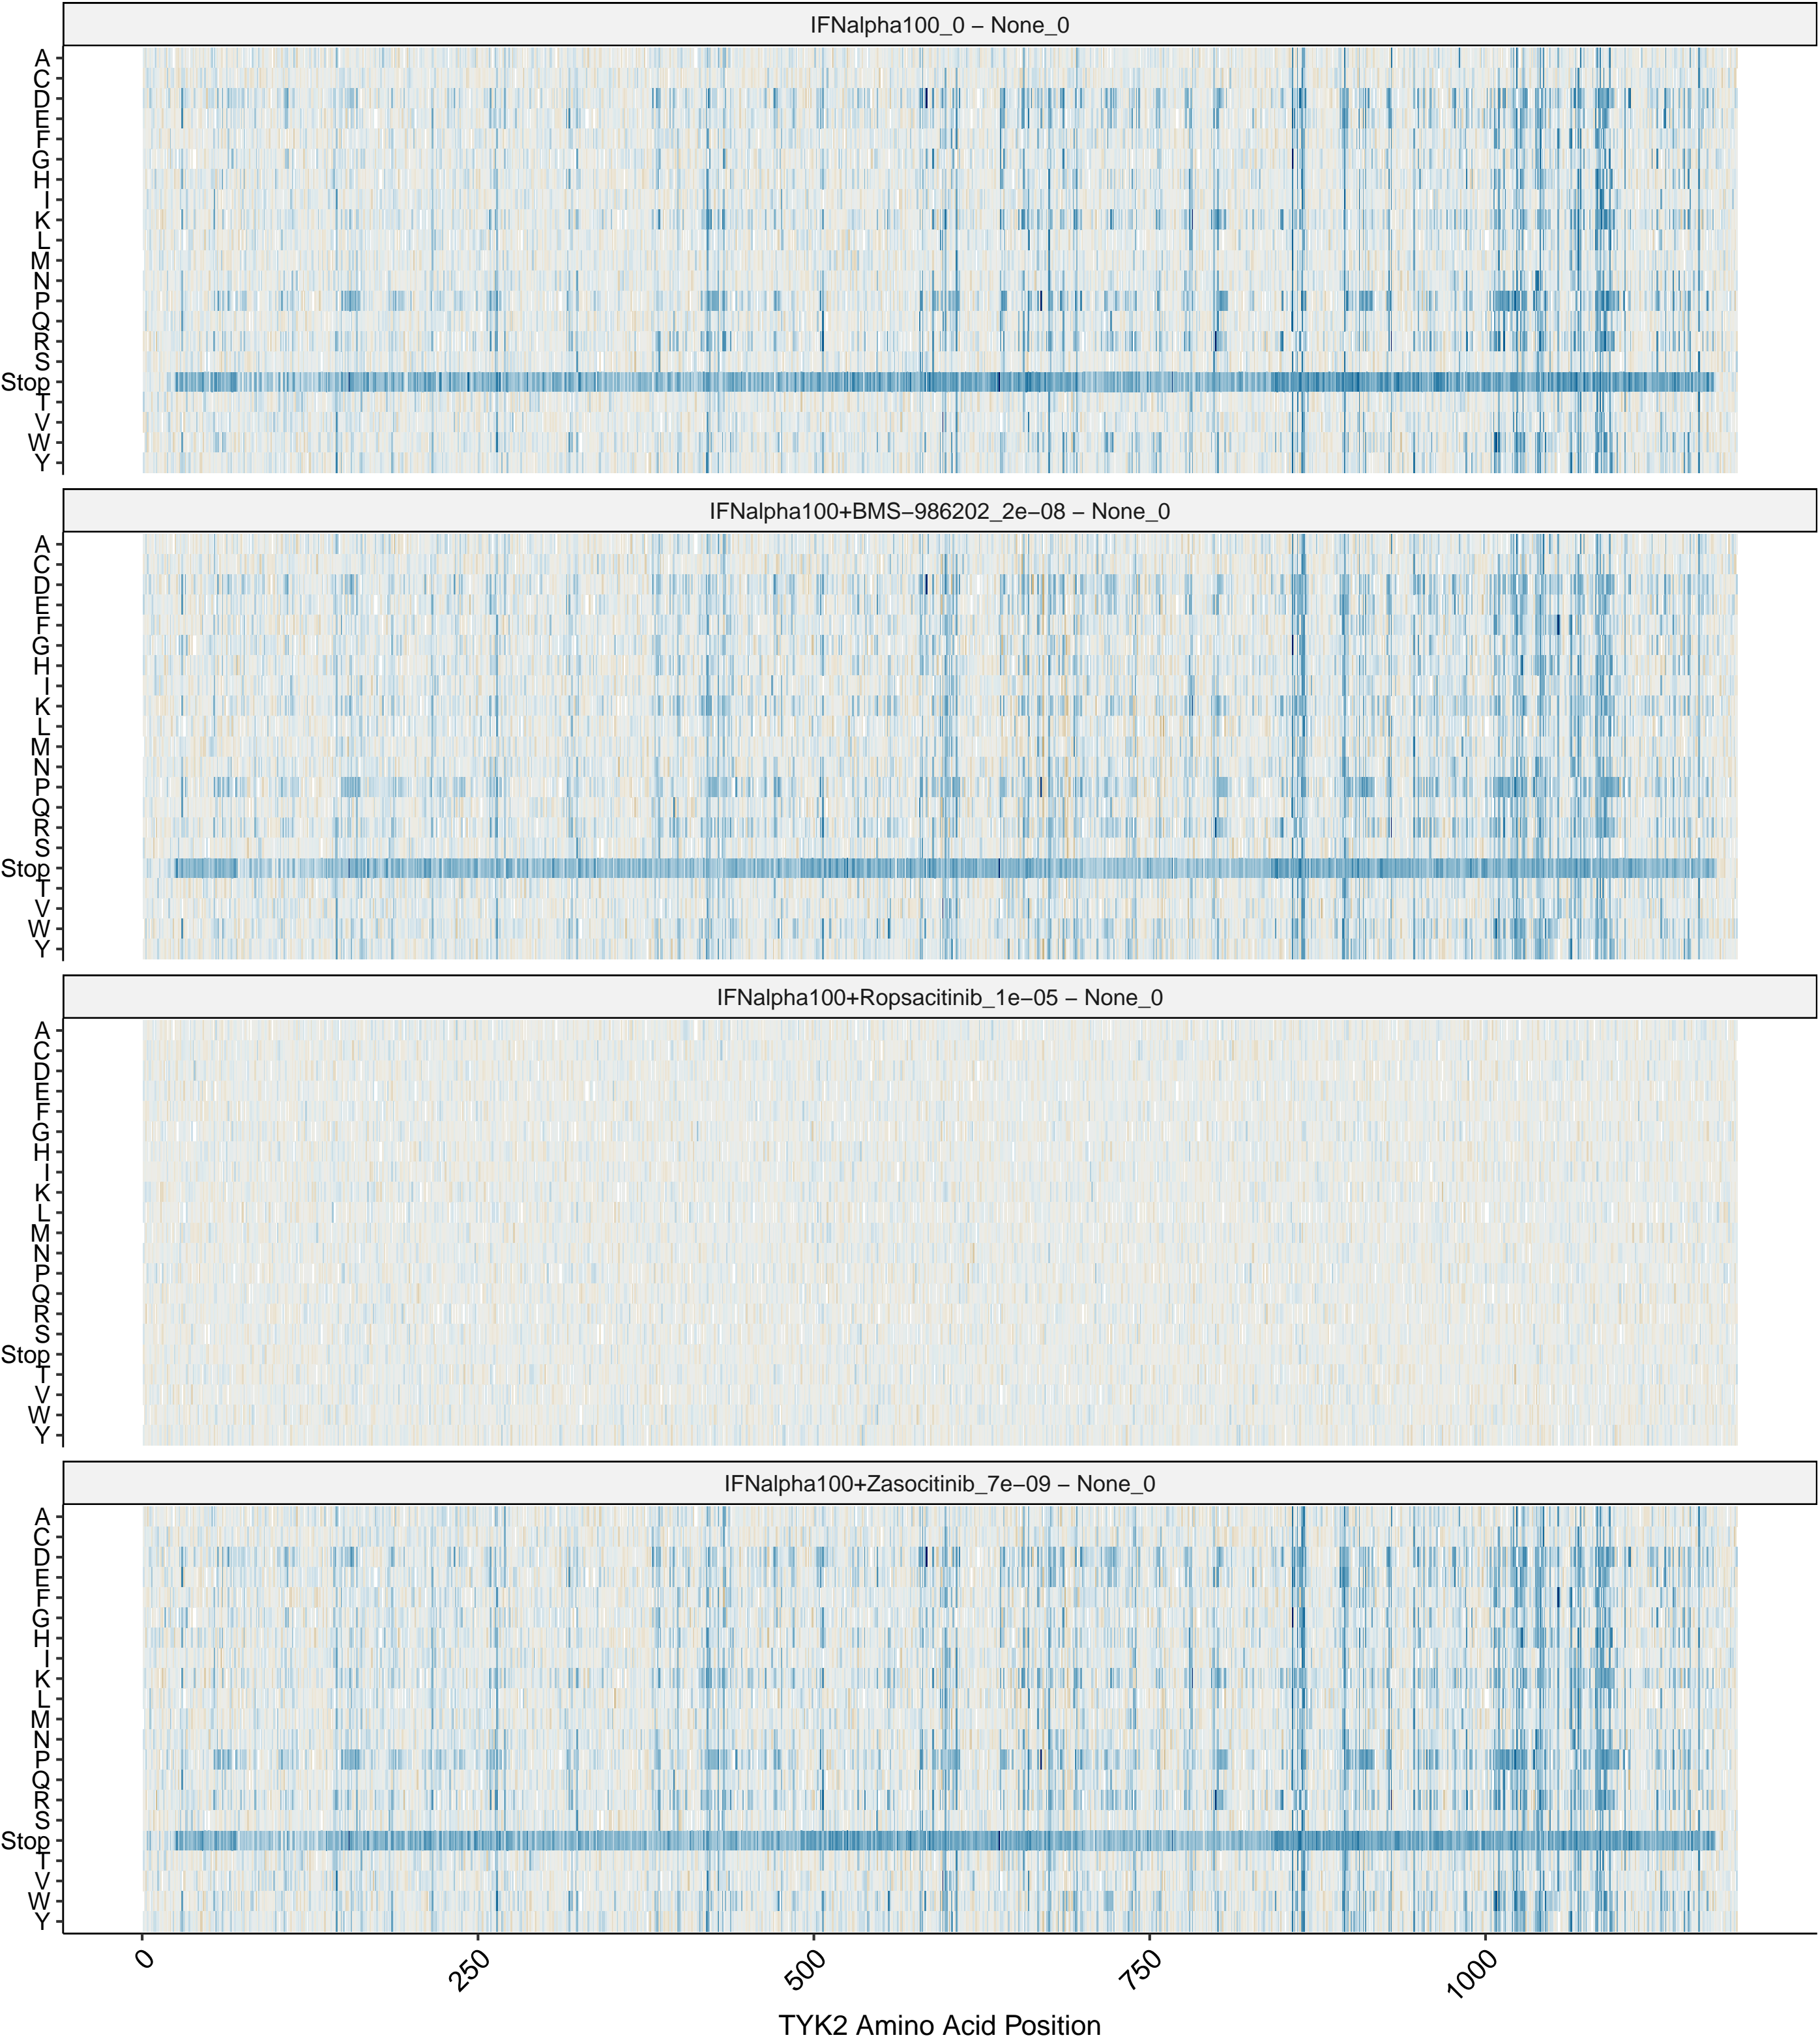 IFNalpha100_0 − None_0
A
C
D
E
F
G
H
I
K
L
M
N
P
Q
R
S
Stop
T
V
W
Y
IFNalpha100+BMS−986202_2e−08 − None_0
A
C
D
E
F
G
H
I
K
L
M
N
P
Q
R
S
Stop
T
V
W
Y
IFNalpha100+Ropsacitinib_1e−05 − None_0
A
C
D
E
F
G
H
I
K
L
M
N
P
Q
R
S
Stop
T
V
W
Y
IFNalpha100+Zasocitinib_7e−09 − None_0
A
C
D
E
F
G
H
I
K
L
M
N
P
Q
R
S
Stop
T
V
W
Y
0 250 500 750 1000
TYK2 Amino Acid Position